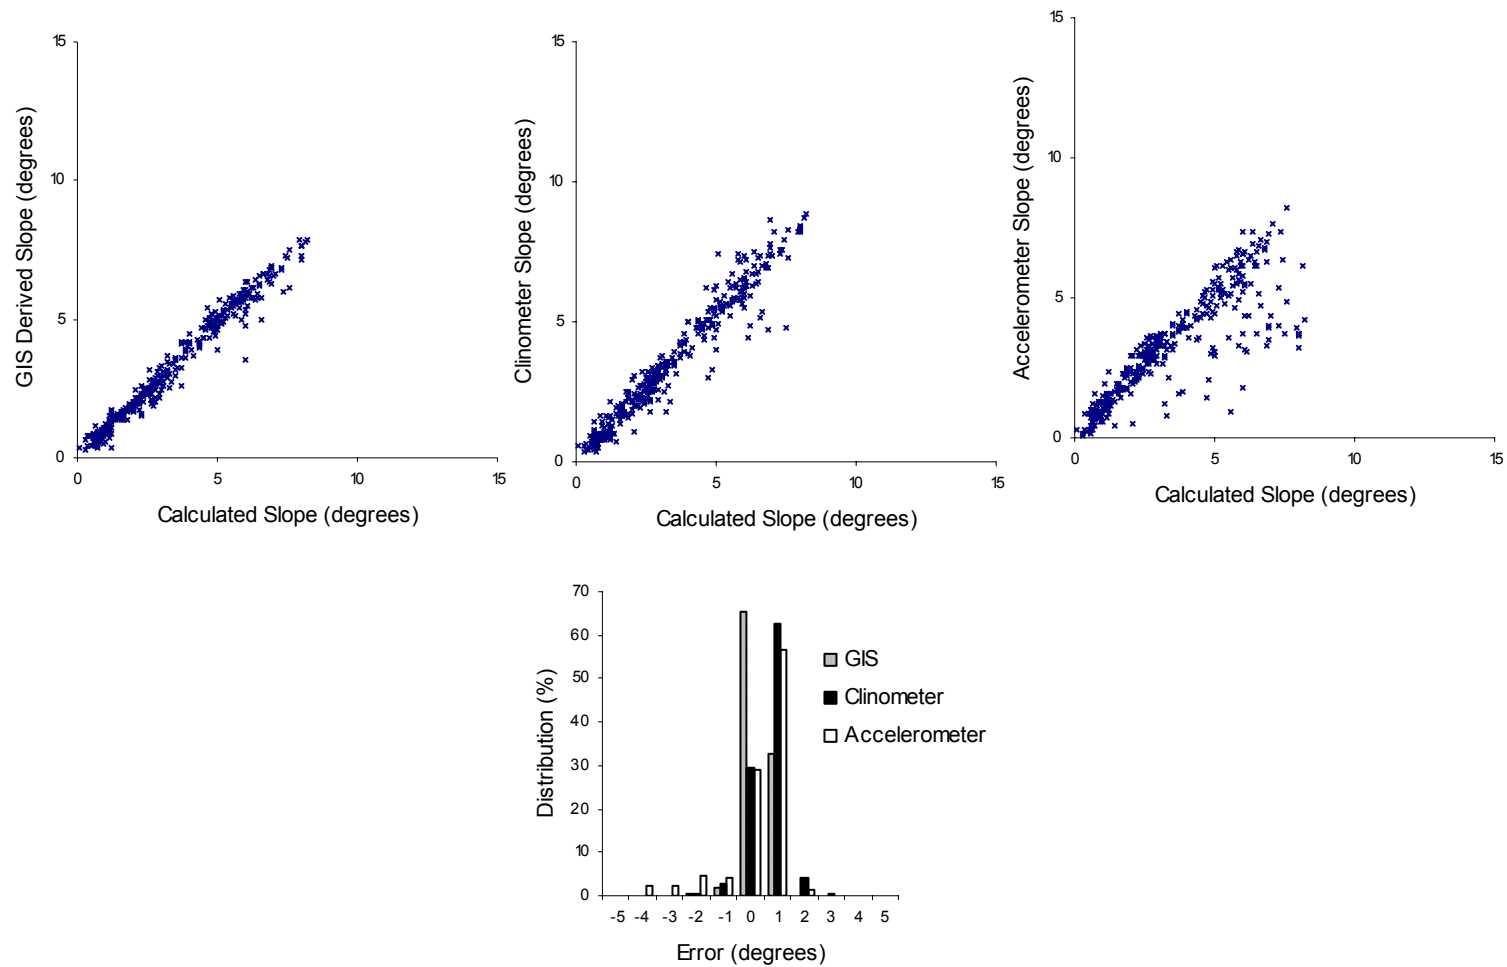 15
10
5
0
GIS Derived Slope (degrees)
0 5 10 15
Calculated Slope (degrees)
15
10
5
0
Clinometer Slope (degrees)
0 5 10 15
Calculated Slope (degrees)
15
10
5
0
Accelerometer Slope (degrees)
0 5 10 15
Calculated Slope (degrees)
70
60
50
40
30
20
10
0
Distribution (%)
GIS
Clinometer
Accelerometer
-5 -4 -3 -2 -1 0 1 2 3 4 5
Error (degrees)